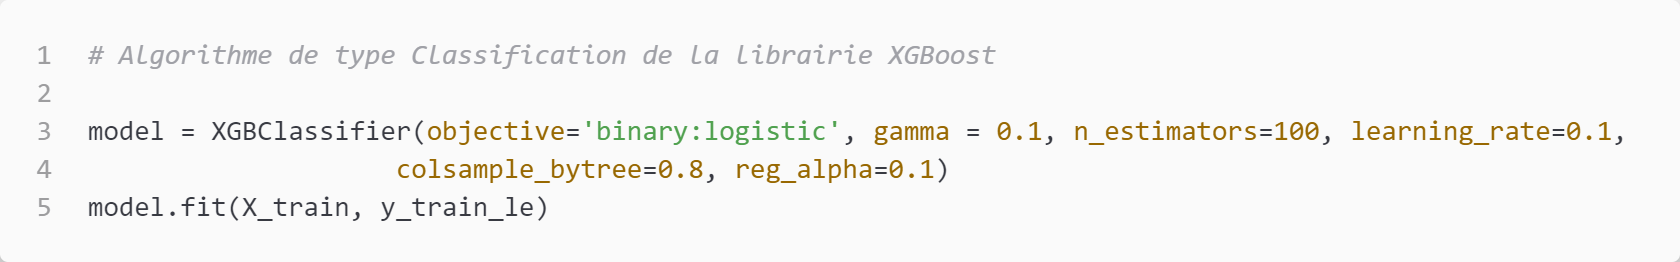 1 # Algorithme de type Classification de la librairie XGBoost
2
3 model = XGBClassifier(objective='binary:logistic', gamma = 0.1, n_estimators=100, learning_rate=0.1,
4 colsample_bytree=0.8, reg_alpha=0.1)
5 model.fit(X_train, y_train_le)